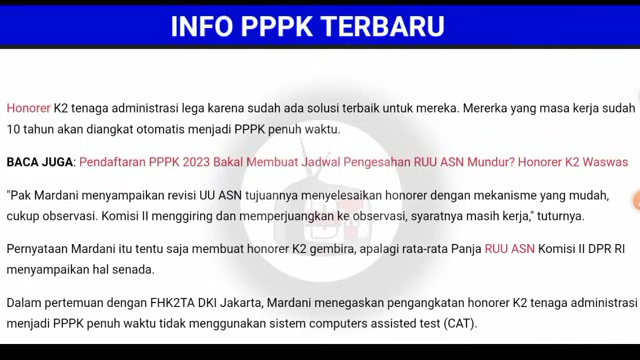 INFO PPPK TERBARU
Honorer K2 tenaga administrasi lega karena sudah ada solusi terbaik untuk mereka. Mererka yang masa kerja sudah
10 tahun akan diangkat otomatis menjadi PPPK penuh waktu.
BACA JUGA: Pendaftaran PPPK 2023 Bakal Membuat Jadwal Pengesahan RUU ASN Mundur? Honorer K2 Waswas
"Pak Mardani menyampaikan revisi UU ASN tujuannya menyelesaikan honorer dengan mekanisme yang mudah,
cukup observasi. Komisi II menggiring dan memperjuangkan ke observasi, syaratnya masih kerja," tuturnya.
Pernyataan Mardani itu tentu saja membuat honorer K2 gembira, apalagi rata-rata Panja RUU ASN Komisi II DPR RI
menyampaikan hal senada.
Dalam pertemuan dengan FHK2TA DKI Jakarta, Mardani menegaskan pengangkatan honorer K2 tenaga administrasi
menjadi PPPK penuh waktu tidak menggunakan sistem computers assisted test (CAT).